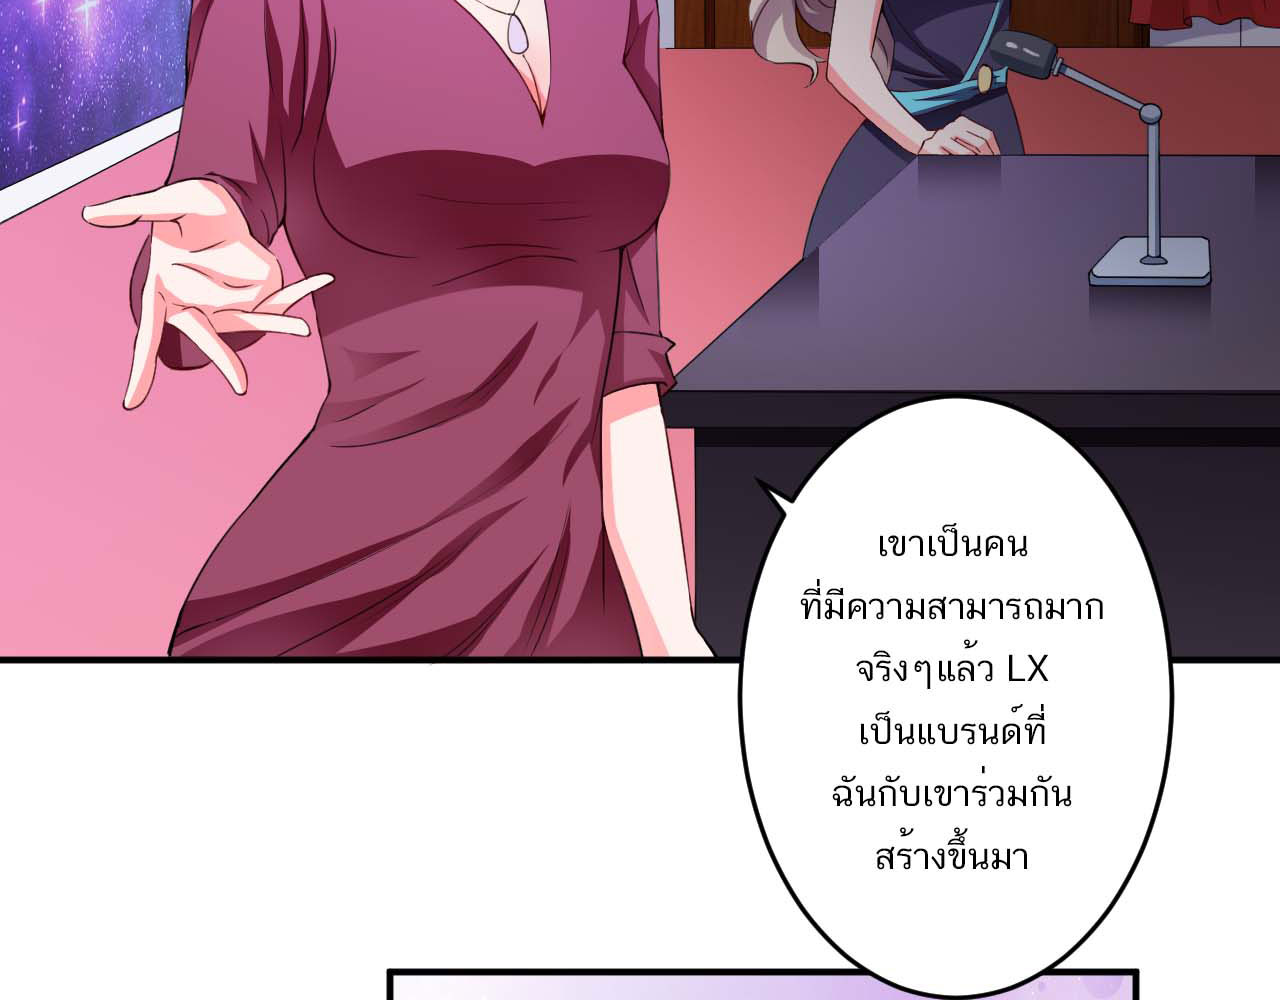 เขาเป็นคน
ที่มีความสามารถมาก
จริงๆแล้ว LX
เป็นแบรนด์ที่
ฉันกับเขาร่วมกัน
สร้างขึ้นมา